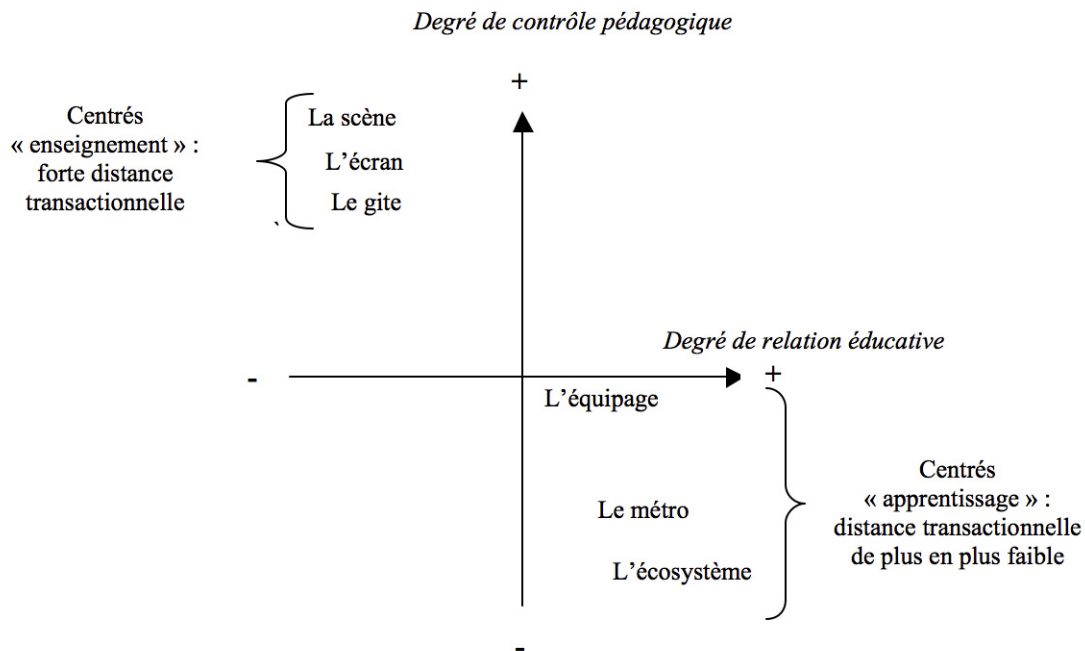 Degré de contrôle pédagogique
+
Centrés
« enseignement » :
forte distance
transactionnelle
La scène
L’écran
Le gite
Degré de relation éducative
-
+
L’équipage
Le métro
L’écosystème
Centrés
« apprentissage » :
distance transactionnelle
de plus en plus faible
-